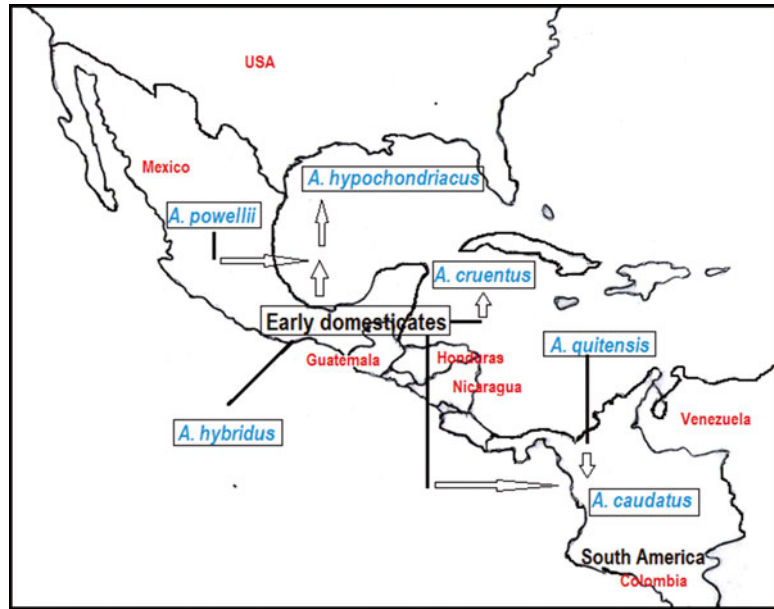 USA
Mexico
A. hypochondriacus
A. powellii
A. cruentus
Early domesticates
A. quitensis
Guatemala
Honduras
Nicaragua
Venezuela
A. hybridus
A. caudatus
South America
Colombia